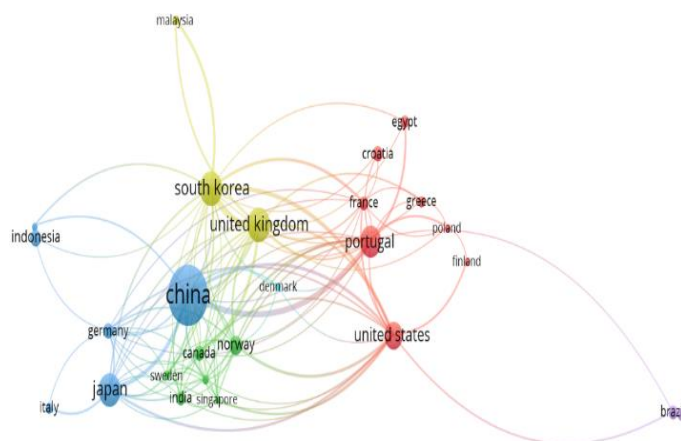 malaysia
egypt
croatia
south korea
france
greece
united kingdom
poland
indonesia
portugal
finland
denmark
china
germany
united states
norway
canada
sweden
japan
india
singapore
italy
braz